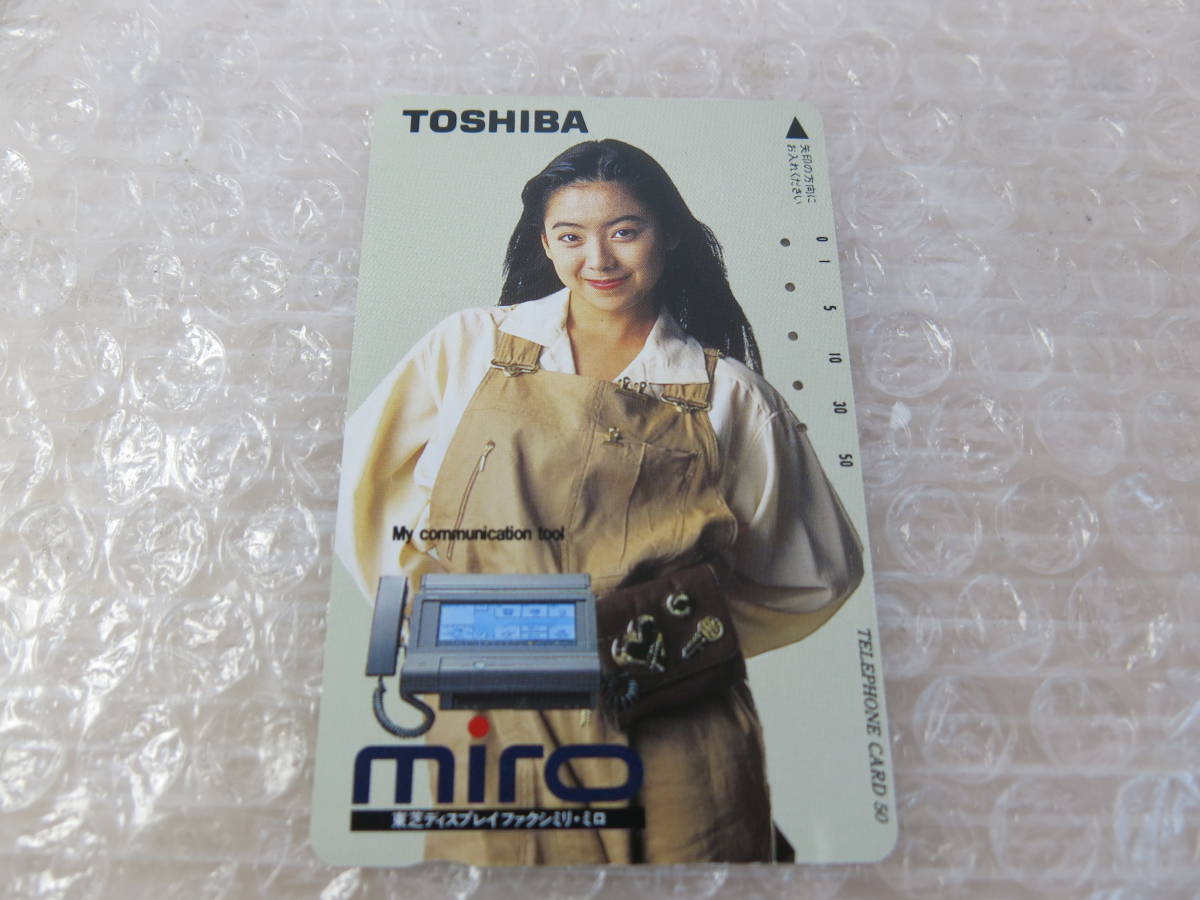 TOSHIBA
矢印の方向に
お入れください
0
1
5
10
30
50
My communication tool
miro
東芝ディスプレイファクシミリ・ミロ
TELEPHONE CARD 50